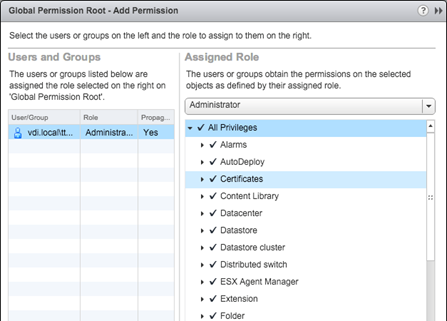 Global Permission Root - Add Permission
Select the users or groups on the left and the role to assign to them on the right.
Users and Groups
The users or groups listed below are
assigned the role selected on the right on
'Global Permission Root'.
User/Group Role Propag...
vdi.local\tt... Administra... Yes
Assigned Role
The users or groups obtain the permissions on the selected
objects as defined by their assigned role.
Administrator
All Privileges
Alarms
AutoDeploy
Certificates
Content Library
Datacenter
Datastore
Datastore cluster
Distributed switch
ESX Agent Manager
Extension
Folder